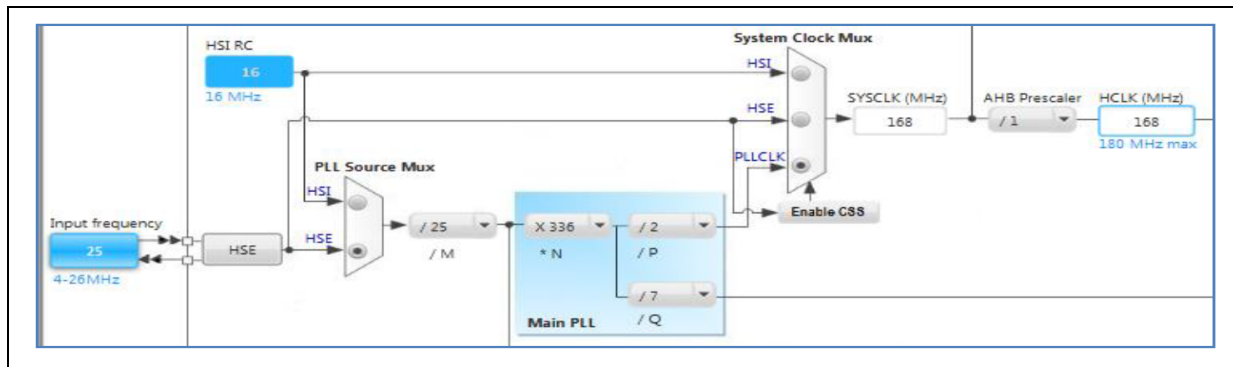 System Clock Mux
HSI RC
16
16 MHz
HSI
HSE
PLLCLK
SYSCLK (MHz)
168
AHB Prescaler
/ 1
HCLK (MHz)
168
180 MHz max
Enable CSS
PLL Source Mux
HSI
HSE
Input frequency
25
4-26MHz
HSE
/ 25
/ M
X 336
* N
/ 2
/ P
/ 7
/ Q
Main PLL